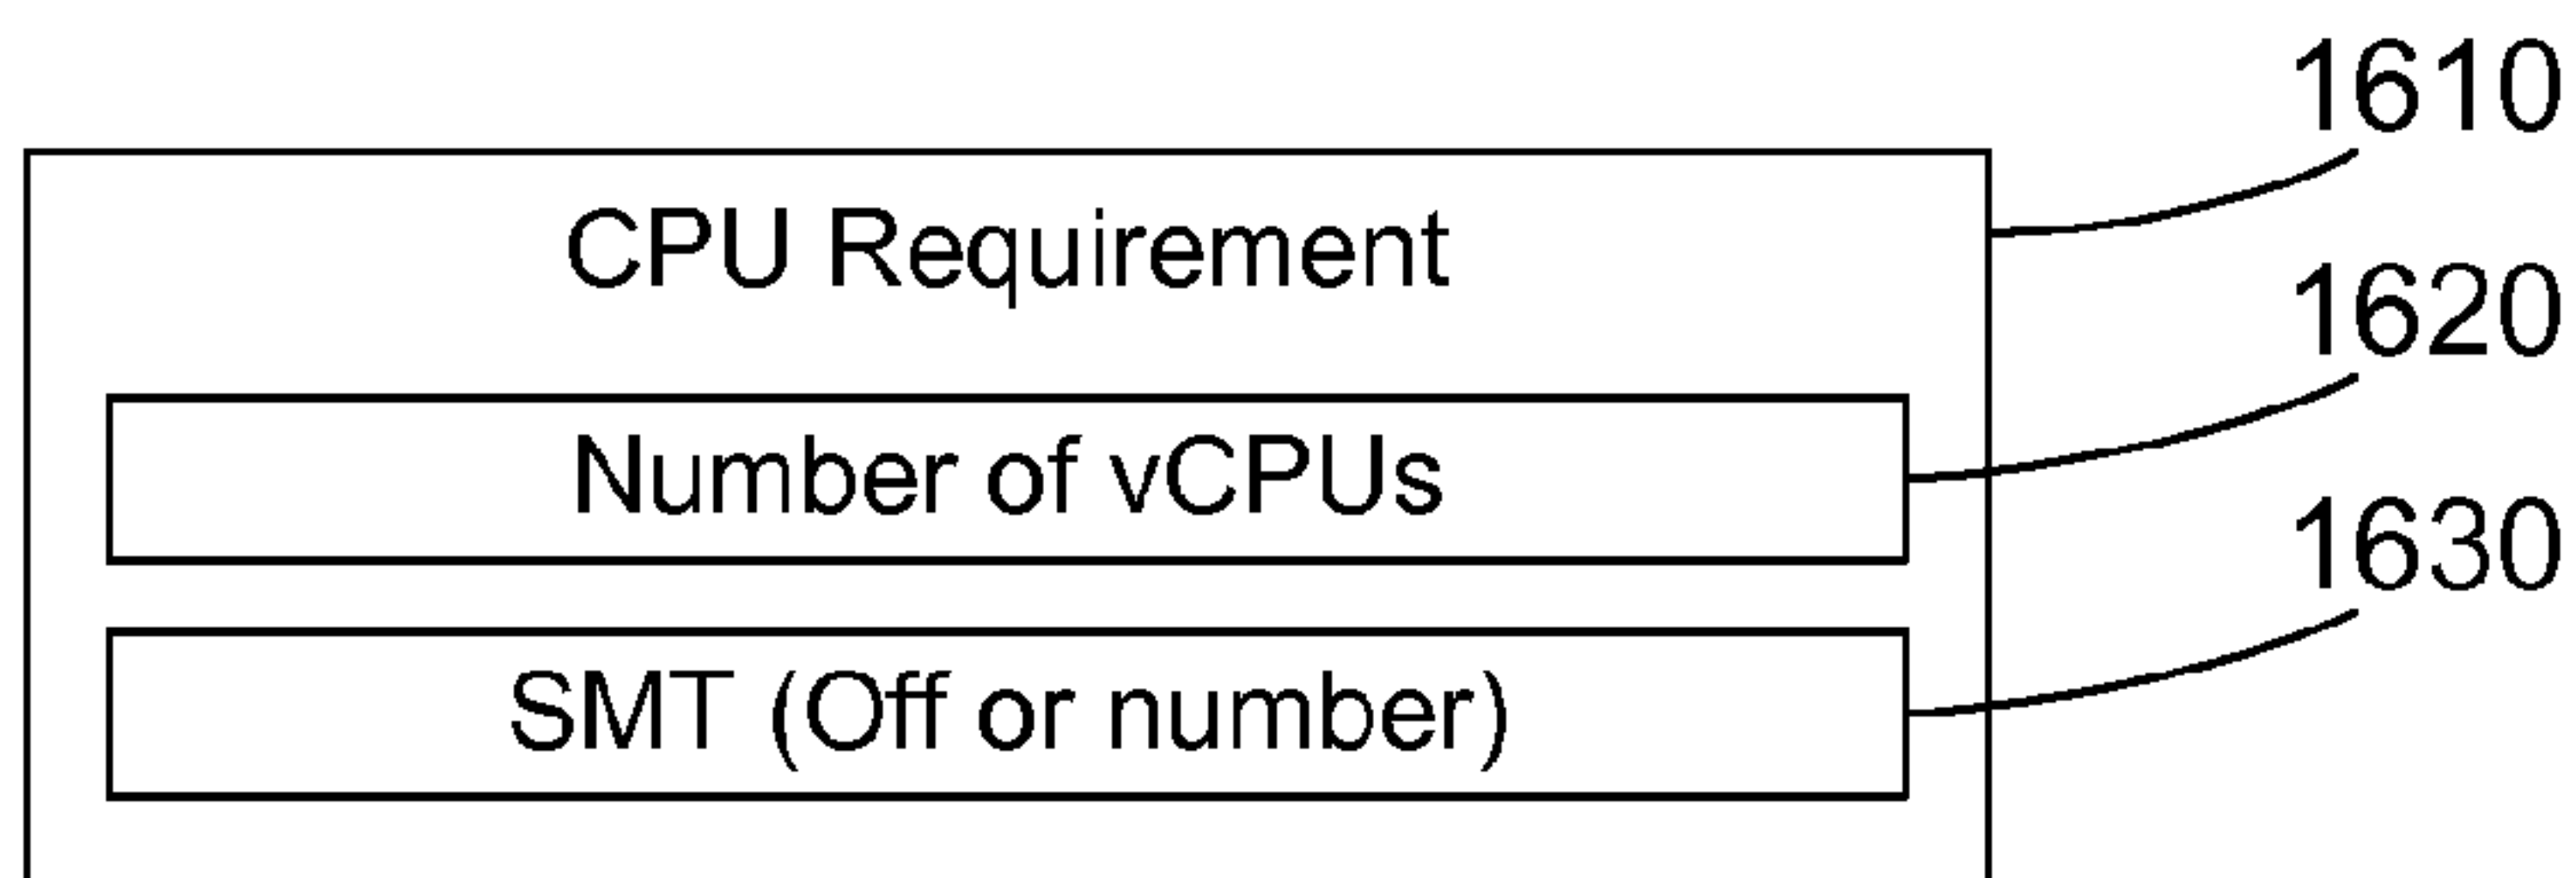 1610
CPU Requirement
1620
Number of vCPUs
1630
SMT (Off or number)